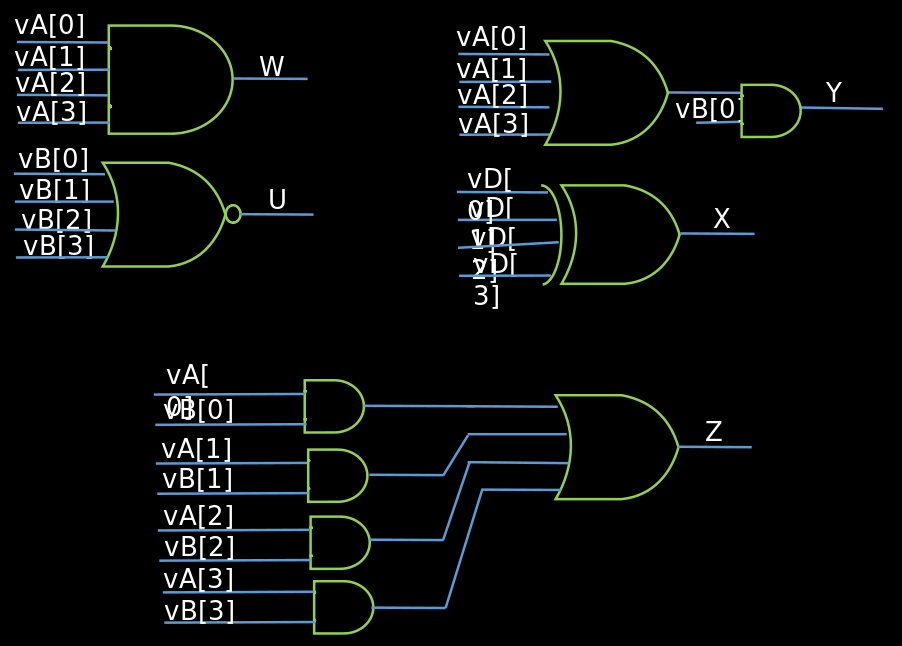 vA[0]
vA[1]
vA[2]
vA[3]
W
vB[0]
vB[1]
vB[2]
vB[3]
U
vA[0]
vA[1]
vA[2]
vA[3]
vB[0]
Y
vD[
0]
vD[
1]
vD[
2]
vD[
3]
X
vA[
0]
vB[0]
vA[1]
vB[1]
vA[2]
vB[2]
vA[3]
vB[3]
Z